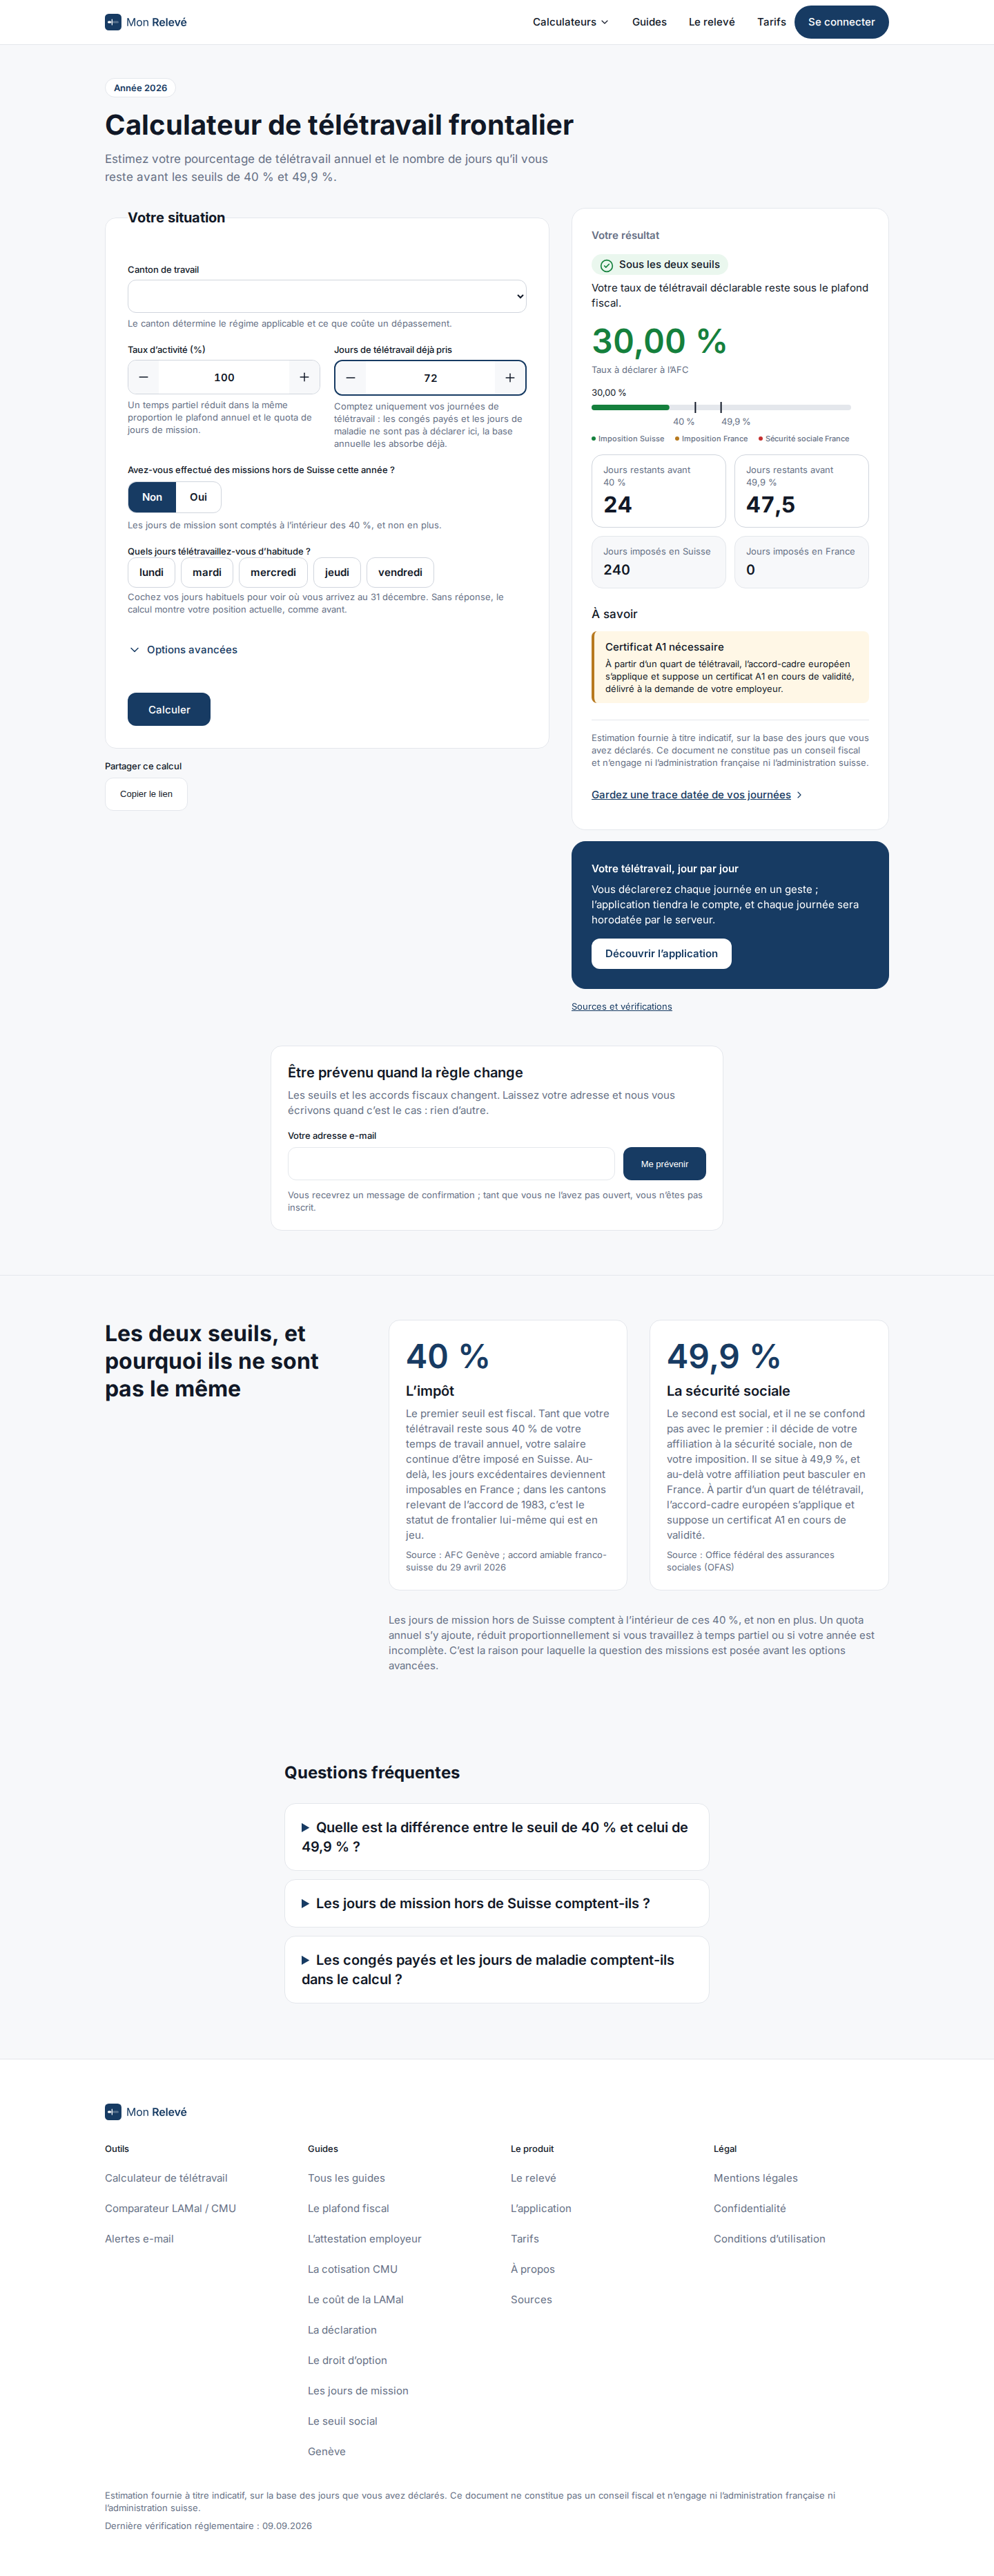 Mon Relevé
Calculateurs
Guides
Le relevé
Tarifs
Se connecter
Année 2026
Calculateur de télétravail frontalier
Estimez votre pourcentage de télétravail annuel et le nombre de jours qu’il vous
reste avant les seuils de 40 % et 49,9 %.
Votre situation
Canton de travail
Le canton détermine le régime applicable et ce que coûte un dépassement.
Taux d’activité (%)
− 100 +
Un temps partiel réduit dans la même
proportion le plafond annuel et le quota de
jours de mission.
Jours de télétravail déjà pris
− 72 +
Comptez uniquement vos journées de
télétravail : les congés payés et les jours de
maladie ne sont pas à déclarer ici, la base
annuelle les absorbe déjà.
Avez-vous effectué des missions hors de Suisse cette année ?
Non
Oui
Les jours de mission sont comptés à l’intérieur des 40 %, et non en plus.
Quels jours télétravaillez-vous d’habitude ?
lundi
mardi
mercredi
jeudi
vendredi
Cochez vos jours habituels pour voir où vous arrivez au 31 décembre. Sans réponse, le
calcul montre votre position actuelle, comme avant.
Options avancées
Calculer
Partager ce calcul
Copier le lien
Votre résultat
Sous les deux seuils
Votre taux de télétravail déclarable reste sous le plafond
fiscal.
30,00 %
Taux à déclarer à l’AFC
30,00 %
40 %
49,9 %
Imposition Suisse
Imposition France
Sécurité sociale France
Jours restants avant
40 %
24
Jours restants avant
49,9 %
47,5
Jours imposés en Suisse
240
Jours imposés en France
0
À savoir
Certificat A1 nécessaire
À partir d’un quart de télétravail, l’accord-cadre européen
s’applique et suppose un certificat A1 en cours de validité,
délivré à la demande de votre employeur.
Estimation fournie à titre indicatif, sur la base des jours que vous
avez déclarés. Ce document ne constitue pas un conseil fiscal
et n’engage ni l’administration française ni l’administration suisse.
Gardez une trace datée de vos journées
Votre télétravail, jour par jour
Vous déclarerez chaque journée en un geste ;
l’application tiendra le compte, et chaque journée sera
horodatée par le serveur.
Découvrir l’application
Sources et vérifications
Être prévenu quand la règle change
Les seuils et les accords fiscaux changent. Laissez votre adresse et nous vous
écrivons quand c’est le cas : rien d’autre.
Votre adresse e-mail
Me prévenir
Vous recevrez un message de confirmation ; tant que vous ne l’avez pas ouvert, vous n’êtes pas
inscrit.
Les deux seuils, et
pourquoi ils ne sont
pas le même
40 %
L’impôt
Le premier seuil est fiscal. Tant que votre
télétravail reste sous 40 % de votre
temps de travail annuel, votre salaire
continue d’être imposé en Suisse. Au-
delà, les jours excédentaires deviennent
imposables en France ; dans les cantons
relevant de l’accord de 1983, c’est le
statut de frontalier lui-même qui est en
jeu.
Source : AFC Genève ; accord amiable franco-
suisse du 29 avril 2026
49,9 %
La sécurité sociale
Le second est social, et il ne se confond
pas avec le premier : il décide de votre
affiliation à la sécurité sociale, non de
votre imposition. Il se situe à 49,9 %, et
au-delà votre affiliation peut basculer en
France. À partir d’un quart de télétravail,
l’accord-cadre européen s’applique et
suppose un certificat A1 en cours de
validité.
Source : Office fédéral des assurances
sociales (OFAS)
Les jours de mission hors de Suisse comptent à l’intérieur de ces 40 %, et non en plus. Un quota
annuel s’y ajoute, réduit proportionnellement si vous travaillez à temps partiel ou si votre année est
incomplète. C’est la raison pour laquelle la question des missions est posée avant les options
avancées.
Questions fréquentes
Quelle est la différence entre le seuil de 40 % et celui de
49,9 % ?
Les jours de mission hors de Suisse comptent-ils ?
Les congés payés et les jours de maladie comptent-ils
dans le calcul ?
Mon Relevé
Outils
Calculateur de télétravail
Comparateur LAMal / CMU
Alertes e-mail
Guides
Tous les guides
Le plafond fiscal
L’attestation employeur
La cotisation CMU
Le coût de la LAMal
La déclaration
Le droit d’option
Les jours de mission
Le seuil social
Genève
Le produit
Le relevé
L’application
Tarifs
À propos
Sources
Légal
Mentions légales
Confidentialité
Conditions d’utilisation
Estimation fournie à titre indicatif, sur la base des jours que vous avez déclarés. Ce document ne constitue pas un conseil fiscal et n’engage ni l’administration française ni
l’administration suisse.
Dernière vérification réglementaire : 09.09.2026